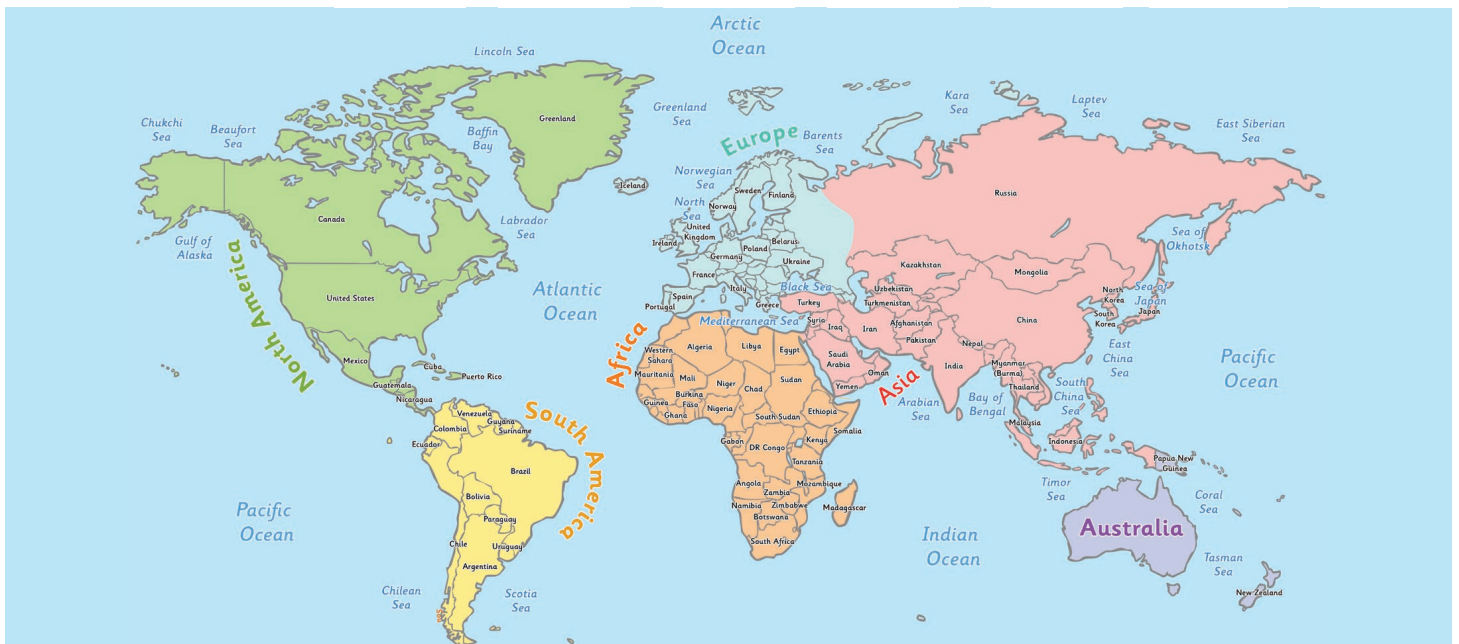 Arctic
Ocean
Lincoln Sea
Chukchi
Sea
Beaufort
Sea
Baffin
Bay
Greenland
Greenland
Sea
Kara
Sea
Laptev
Sea
East Siberian
Sea
Europe
Barents
Sea
Norwegian
Sea
Iceland
Sweden
Finland
Norway
Russia
Canada
Labrador
Sea
Gulf of
Alaska
North
Sea
United
Kingdom
Ireland
Belarus
Poland
Germany
Ukraine
France
Sea of
Okhotsk
Kazakhstan
Mongolia
North America
United States
Atlantic
Ocean
Spain
Portugal
Italy
Black Sea
Greece
Turkey
Uzbekistan
Turkmenistan
North
Korea
Sea of
Japan
South
Korea
Japan
China
Mediterranean Sea
Syria
Iraq
Iran
Afghanistan
Pakistan
Nepal
East
China
Sea
Pacific
Ocean
Mexico
Cuba
Puerto Rico
Guatemala
Nicaragua
Africa
Western
Sahara
Algeria
Libya
Egypt
Mauritania
Mali
Niger
Chad
Sudan
Burkina
Faso
Guinea
Ghana
Nigeria
South Sudan
Ethiopia
Somalia
Saudi
Arabia
Oman
Yemen
Asia
Arabian
Sea
India
Bay of
Bengal
Myanmar
(Burma)
Thailand
South
China
Sea
Malaysia
Indonesia
Papua New
Guinea
South America
Venezuela
Guyana
Suriname
Colombia
Ecuador
Brazil
Bolivia
Paraguay
Chile
Uruguay
Argentina
Gabon
DR Congo
Kenya
Tanzania
Angola
Zambia
Mozambique
Namibia
Zimbabwe
Botswana
Madagascar
South Africa
Pacific
Ocean
Indian
Ocean
Timor
Sea
Coral
Sea
Australia
Tasman
Sea
New Zealand
Chilean
Sea
Scotia
Sea